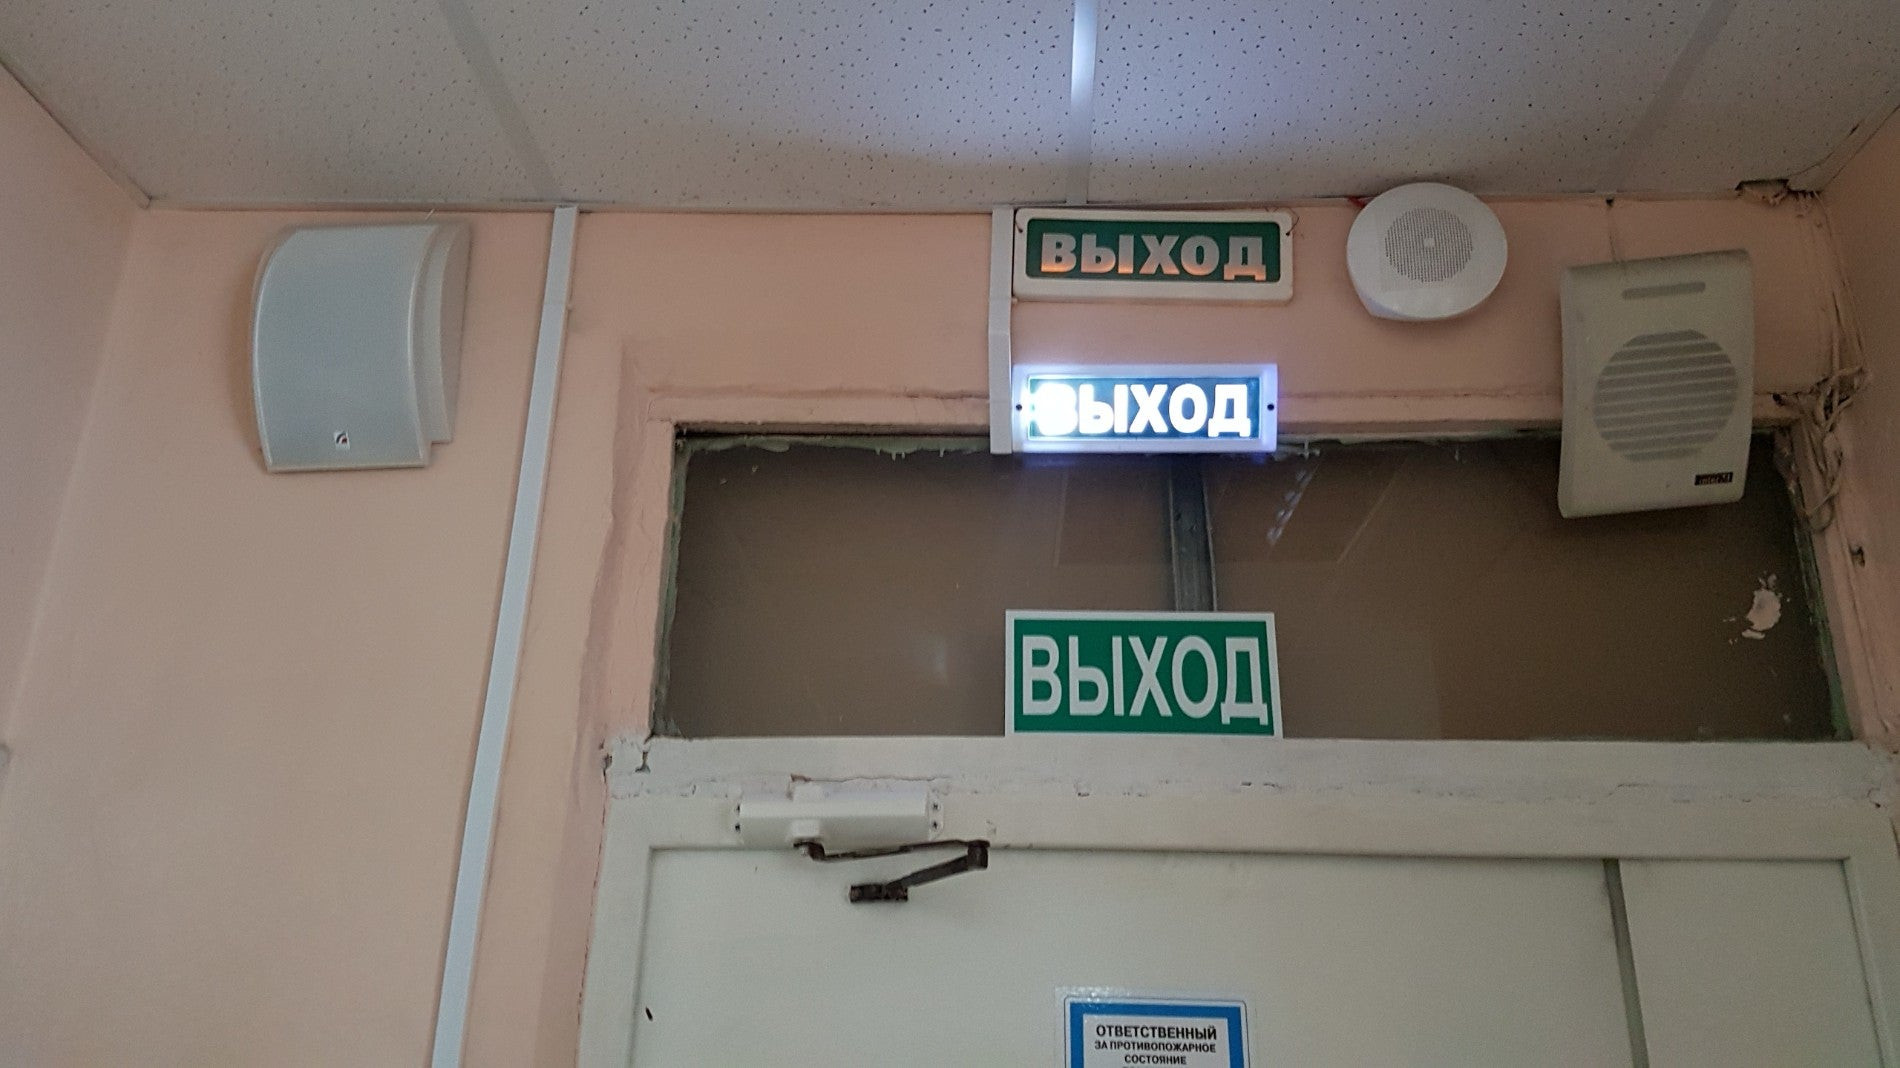 ВЫХОД
ВЫХОД
ВЫХОД
ОТВЕТСТВЕННЫЙ
ЗА ПРОТИВОПОЖАРНОЕ
СОСТОЯНИЕ